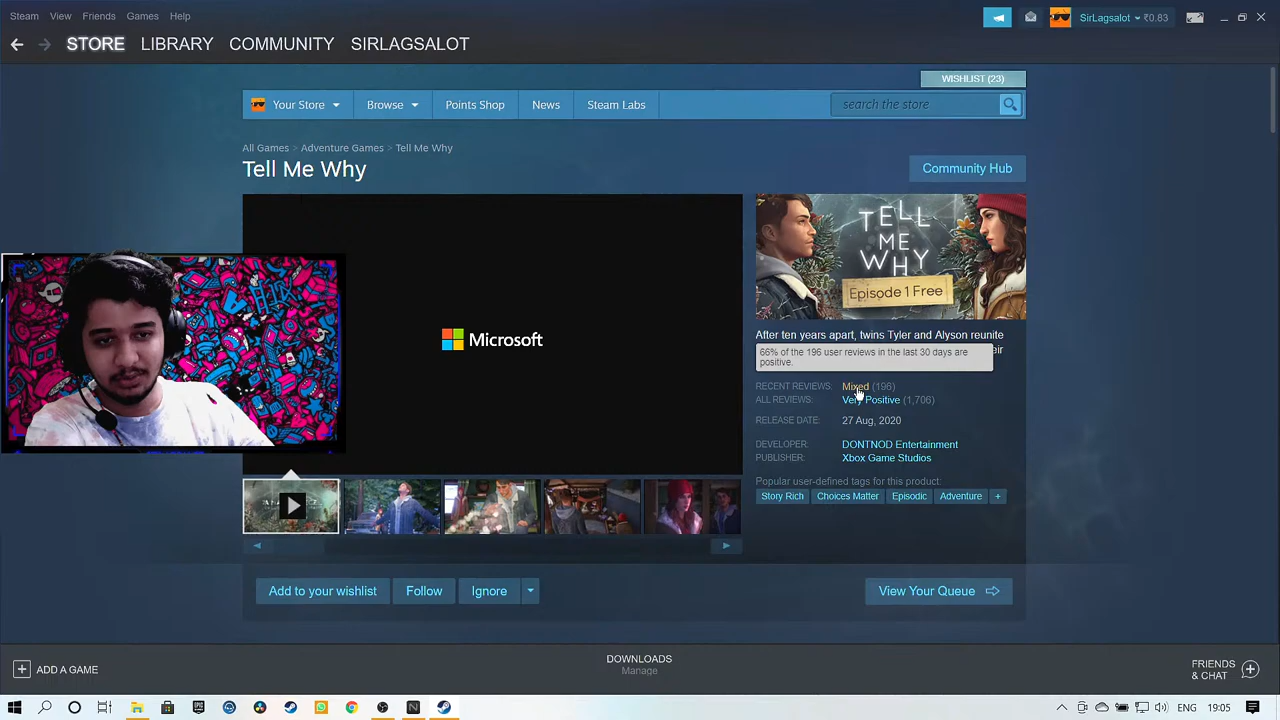 Steam View Friends Games Help
SirLagsalot ₹0.83
STORE LIBRARY COMMUNITY SIRLAGSALOT
WISHLIST (23)
Your Store Browse Points Shop News Steam Labs
search the store
All Games > Adventure Games > Tell Me Why
Tell Me Why
Community Hub
Microsoft
TELL
ME
WHY
Episode 1 Free
After ten years apart, twins Tyler and Alyson reunite
eir
66% of the 196 user reviews in the last 30 days are
positive.
RECENT REVIEWS: Mixed (196)
ALL REVIEWS: Very Positive (1,706)
RELEASE DATE: 27 Aug, 2020
DEVELOPER: DONTNOD Entertainment
PUBLISHER: Xbox Game Studios
Popular user-defined tags for this product:
Story Rich Choices Matter Episodic Adventure +
Add to your wishlist Follow Ignore
View Your Queue
+ ADD A GAME
DOWNLOADS
Manage
FRIENDS
& CHAT
ENG 19:05